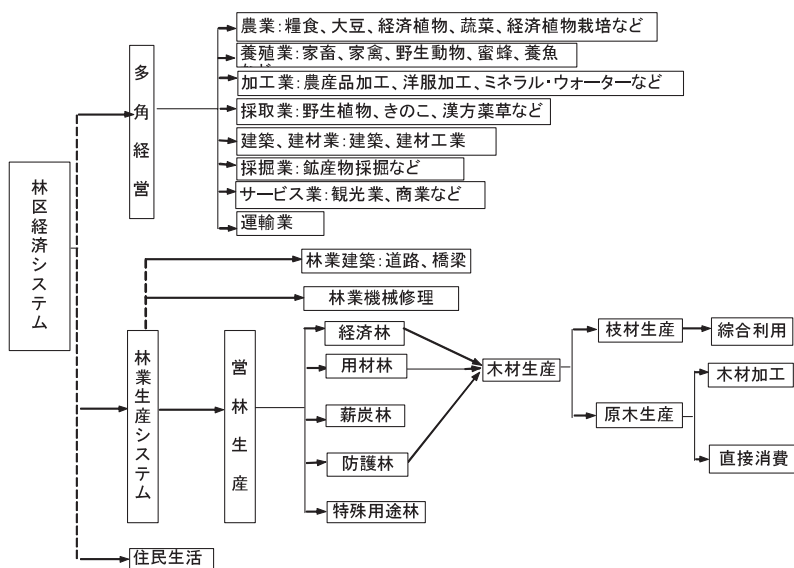 農業：糧食、大豆、経済植物、蔬菜、経済植物栽培など
養殖業：家畜、家禽、野生動物、蜜蜂、養魚
加工業：農産品加工、洋服加工、ミネラル・ウォーターなど
採取業：野生植物、きのこ、漢方薬草など
建築、建材業：建築、建材工業
採掘業：鉱産物採掘など
サービス業：観光業、商業など
運輸業
多角経営
林区経済システム
林業建築：道路、橋梁
林業機械修理
林業生産システム
営林生産
経済林
用材林
薪炭林
防護林
特殊用途林
木材生産
枝材生産
綜合利用
原木生産
木材加工
直接消費
住民生活